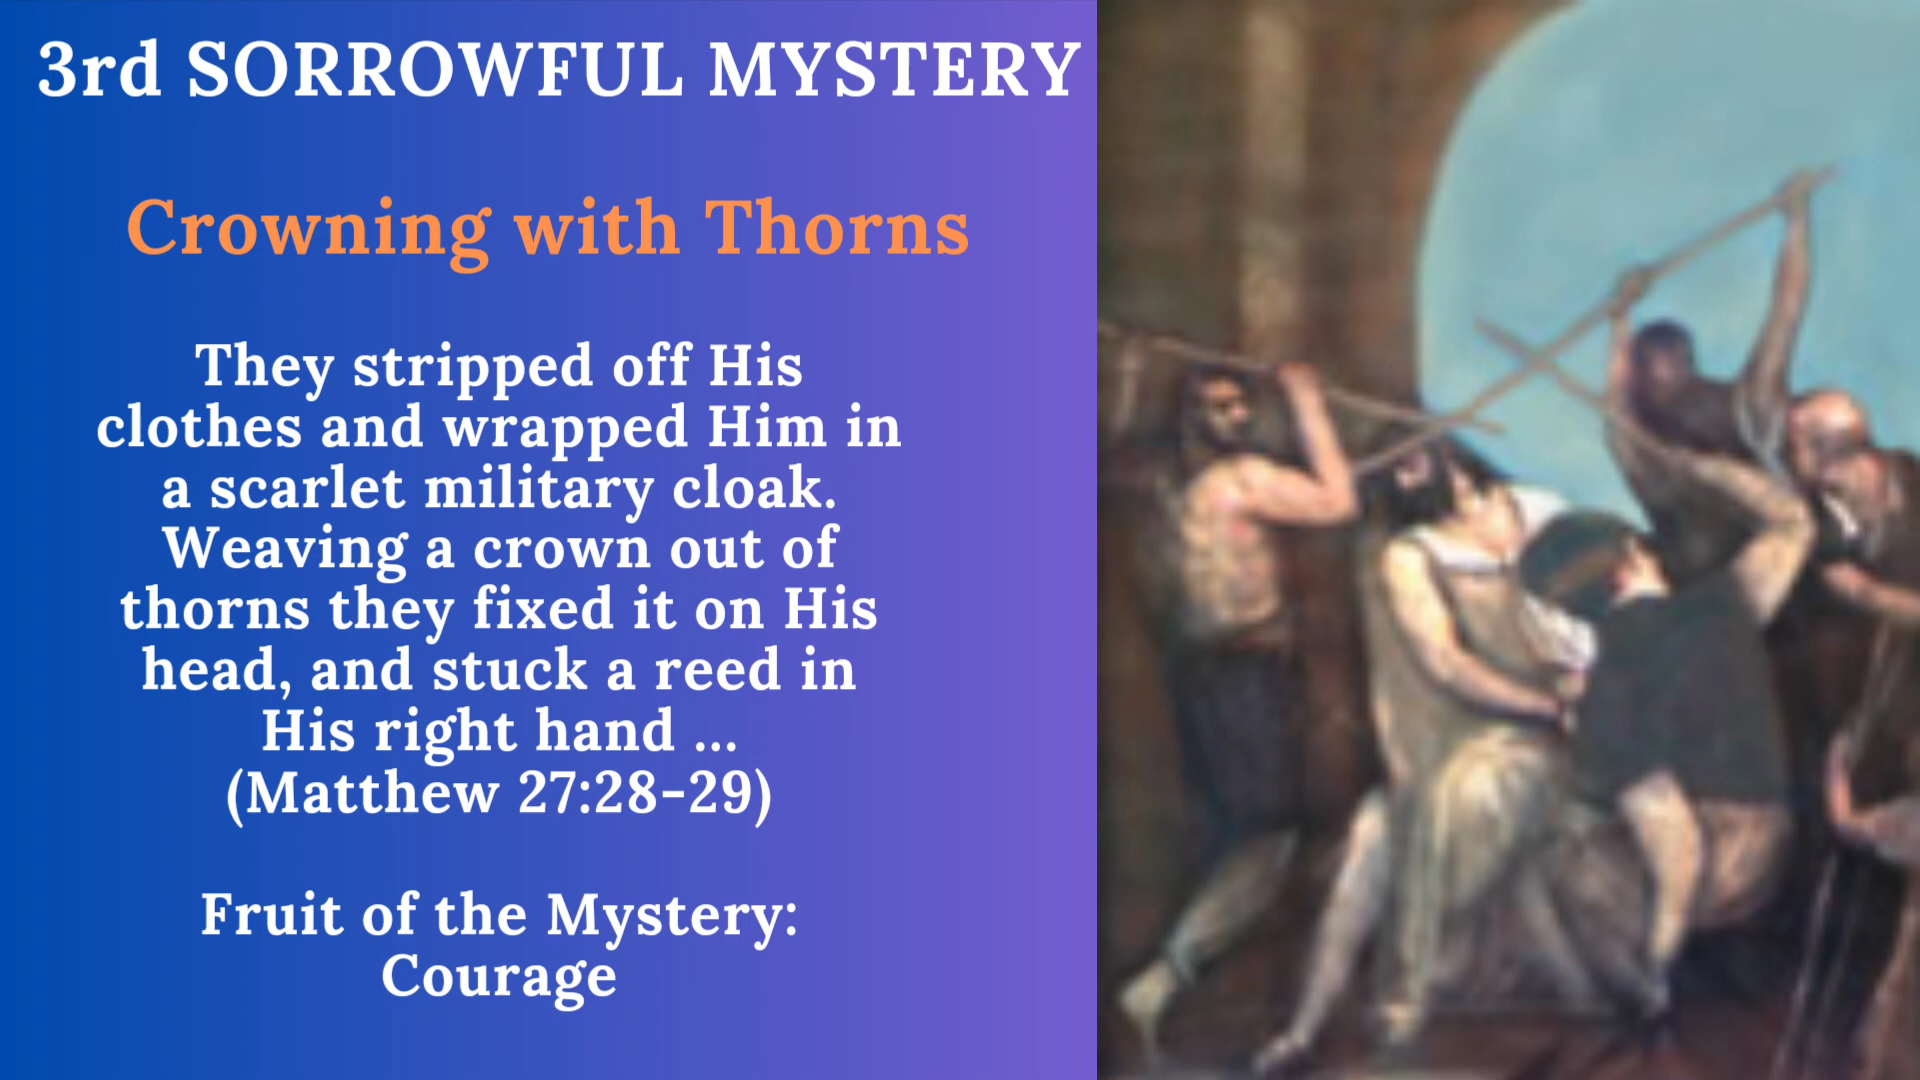 3rd SORROWFUL MYSTERY
Crowning with Thorns
They stripped off His
clothes and wrapped Him in
a scarlet military cloak.
Weaving a crown out of
thorns they fixed it on His
head, and stuck a reed in
His right hand ...
(Matthew 27:28-29)
Fruit of the Mystery:
Courage